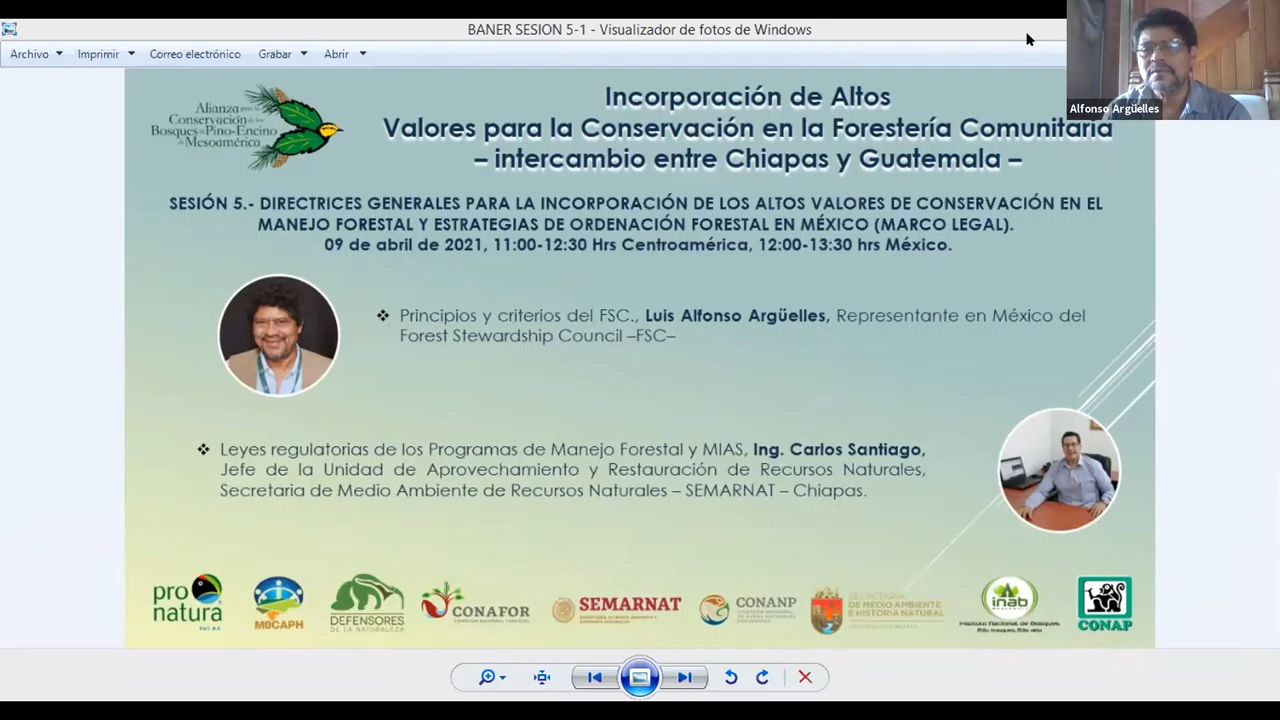 BANER SESION 5-1 - Visualizador de fotos de Windows
Archivo Imprimir Correo electrónico Grabar Abrir
Alfonso Argüelles
Alianza para la
Conservación de los
Bosques de Pino-Encino
de Mesoamérica
Incorporación de Altos
Valores para la Conservación en la Forestería Comunitaria
– intercambio entre Chiapas y Guatemala –
SESIÓN 5.- DIRECTRICES GENERALES PARA LA INCORPORACIÓN DE LOS ALTOS VALORES DE CONSERVACIÓN EN EL
MANEJO FORESTAL Y ESTRATEGIAS DE ORDENACIÓN FORESTAL EN MÉXICO (MARCO LEGAL).
09 de abril de 2021, 11:00-12:30 Hrs Centroamérica, 12:00-13:30 hrs México.
❖ Principios y criterios del FSC., Luis Alfonso Argüelles, Representante en México del
Forest Stewardship Council –FSC–
❖ Leyes regulatorias de los Programas de Manejo Forestal y MIAS, Ing. Carlos Santiago,
Jefe de la Unidad de Aprovechamiento y Restauración de Recursos Naturales,
Secretaria de Medio Ambiente de Recursos Naturales – SEMARNAT – Chiapas.
pro
natura
MOCAPH
DEFENSORES
DE LA NATURALEZA
CONAFOR
COMISIÓN NACIONAL FORESTAL
SEMARNAT
CONANP
SECRETARÍA
DE MEDIO AMBIENTE
E HISTORIA NATURAL
inab
Instituto Nacional de Bosques
Más bosques, Más vida
CONAP